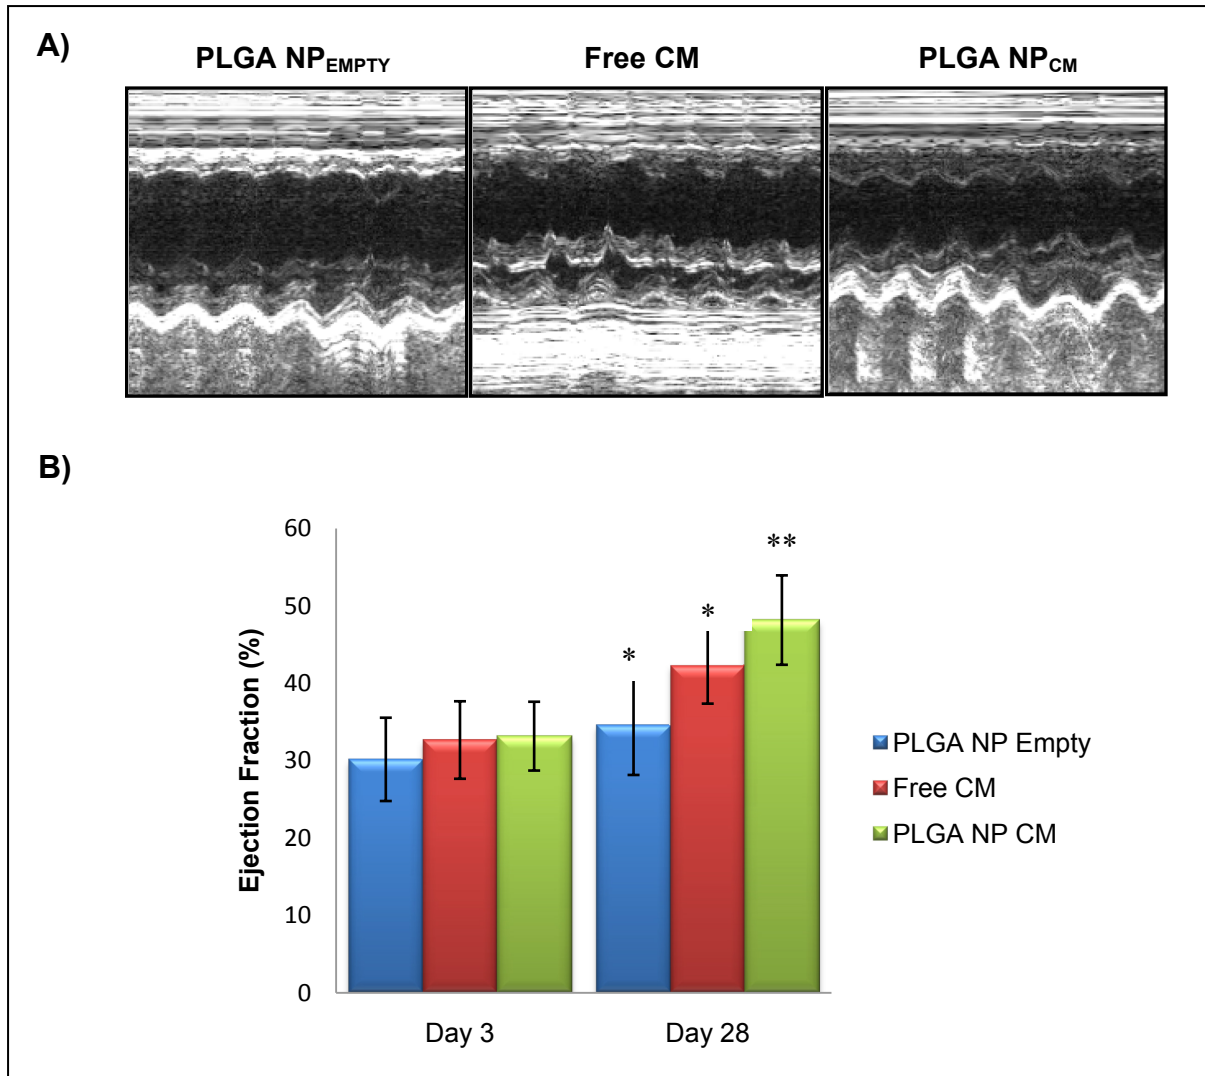 A)
PLGA NPEMPTY
Free CM
PLGA NPCM
B)
Ejection Fraction (%)
60
50
40
30
20
10
0
*
*
**
Day 3
Day 28
PLGA NP Empty
Free CM
PLGA NP CM